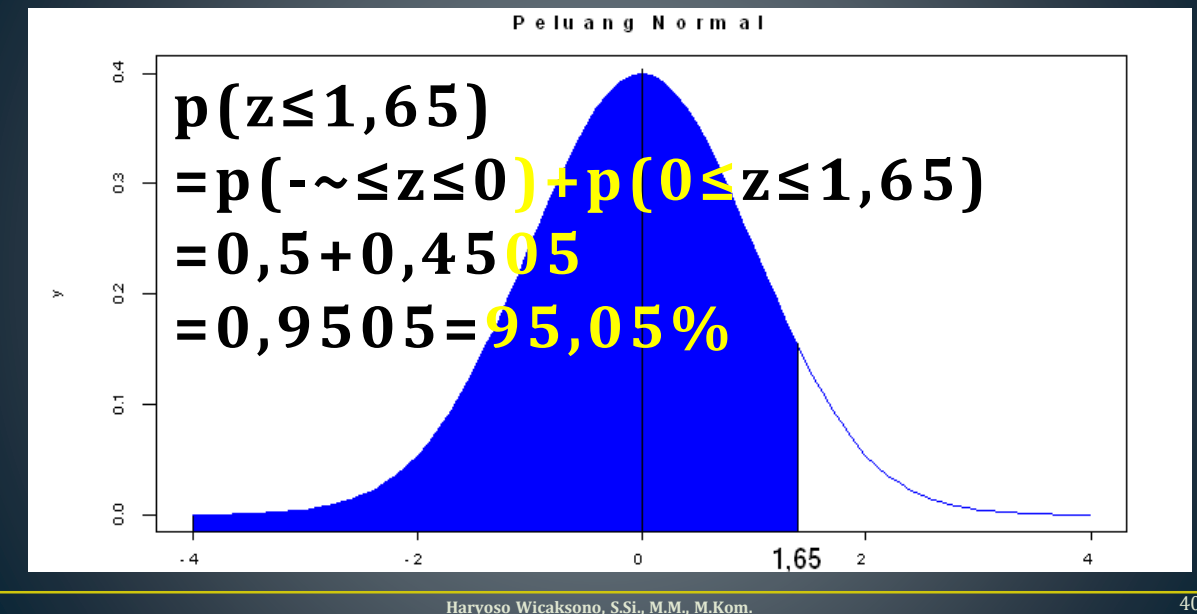 Peluang Normal
p(z≤1,65)
=p(-~≤z≤0)+p(0≤z≤1,65)
=0,5+0,4505
=0,9505=95,05%
y
0.4
0.3
0.2
0.1
0.0
-4 -2 0 1,65 2 4
Haryoso Wicaksono, S.Si., M.M., M.Kom.
40